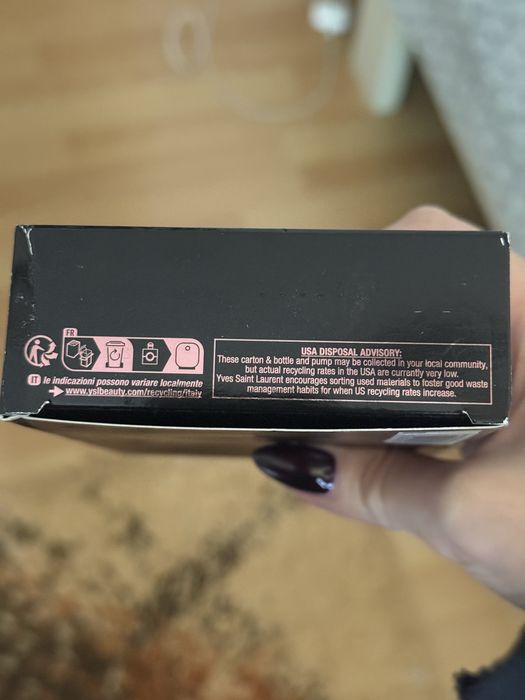 FR
IT le indicazioni possono variare localmente
www.yslbeauty.com/recycling/italy
USA DISPOSAL ADVISORY:
These carton & bottle and pump may be collected in your local community,
but actual recycling rates in the USA are currently very low.
Yves Saint Laurent encourages sorting used materials to foster good waste
management habits for when US recycling rates increase.